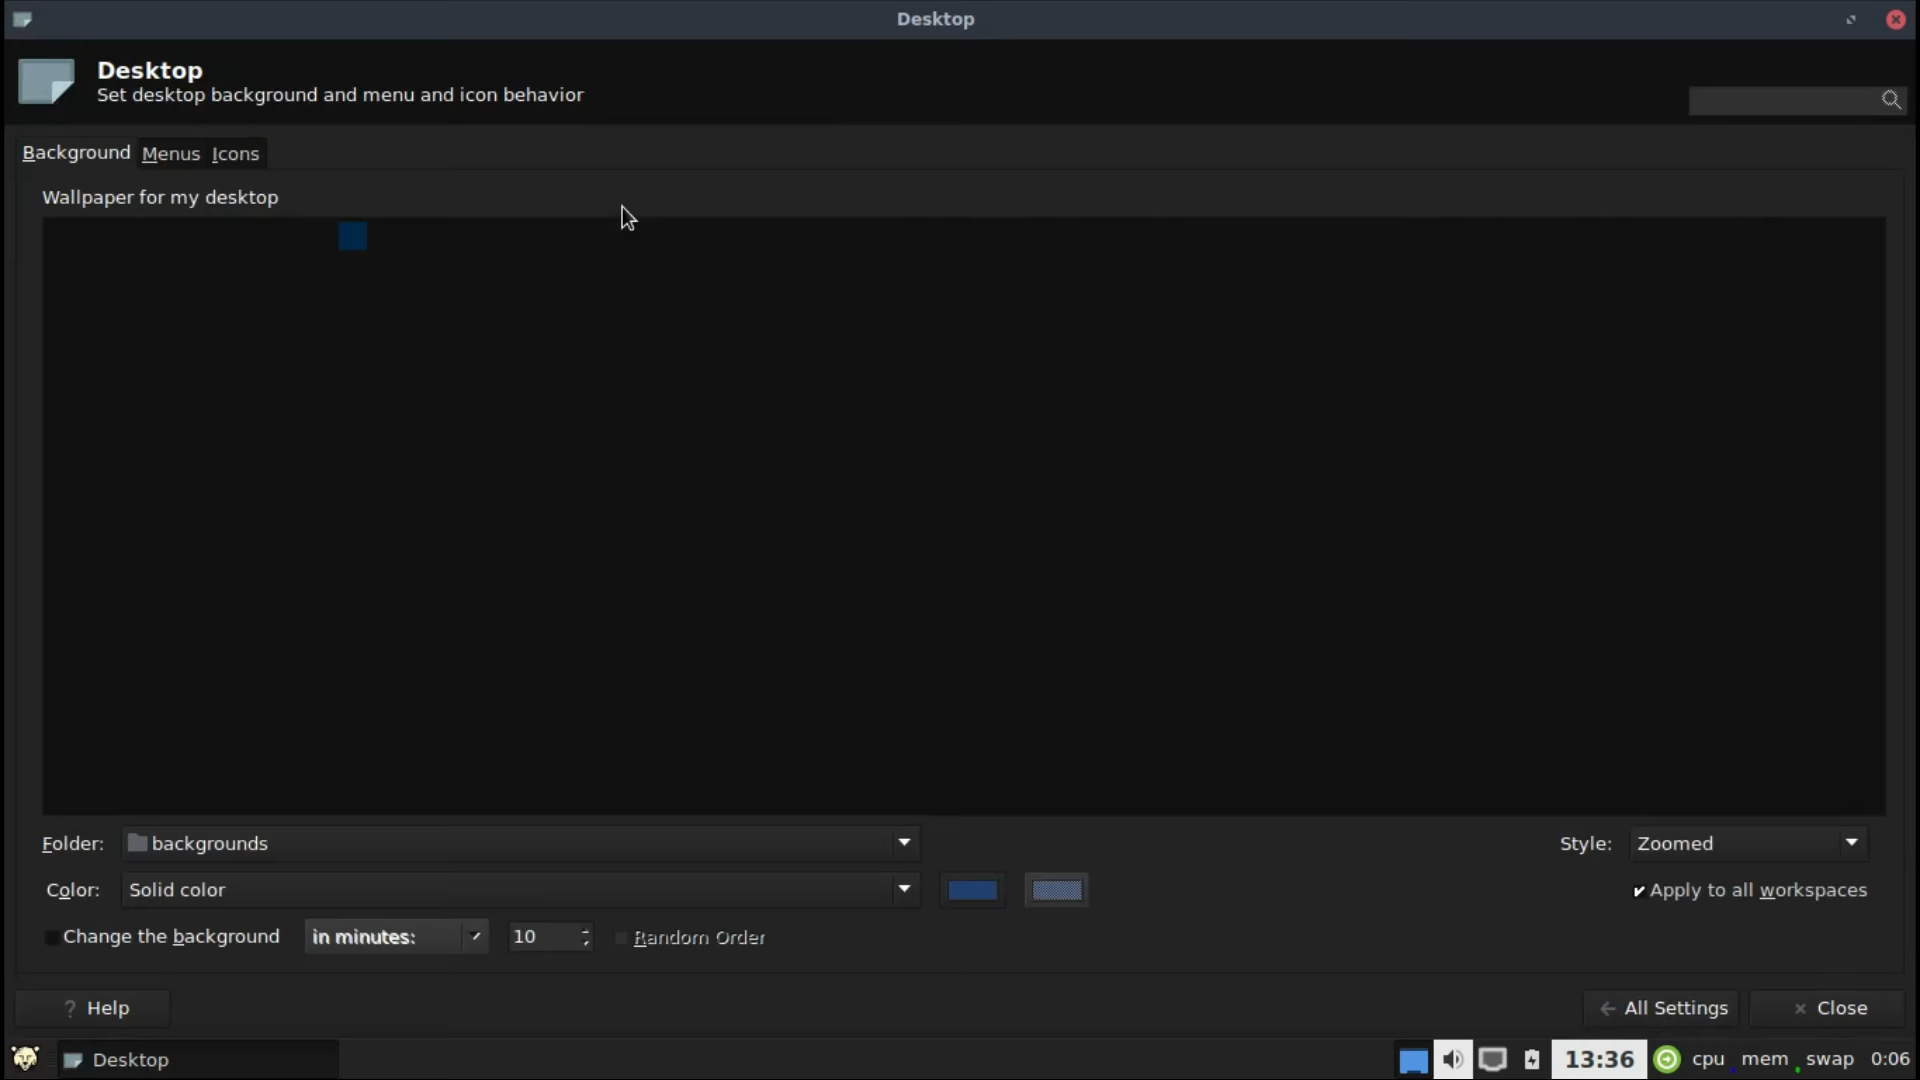 Desktop
Desktop
Set desktop background and menu and icon behavior
Background Menus Icons
Wallpaper for my desktop
Folder: backgrounds Style: Zoomed
Color: Solid color Apply to all workspaces
Change the background in minutes: 10 Random Order
? Help All Settings Close
Desktop 13:36 cpu mem swap 0:06